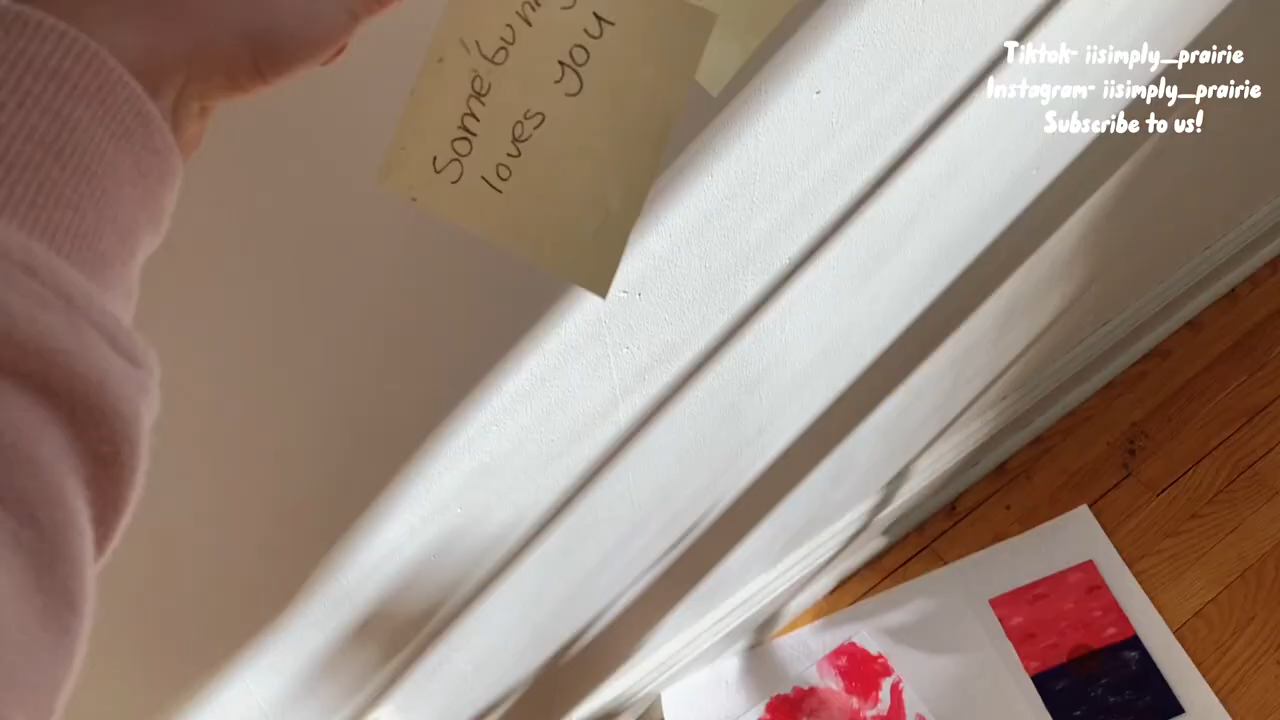 Tiktok- iisimply_prairie
Instagram- iisimply_prairie
Subscribe to us!
Some
loves you